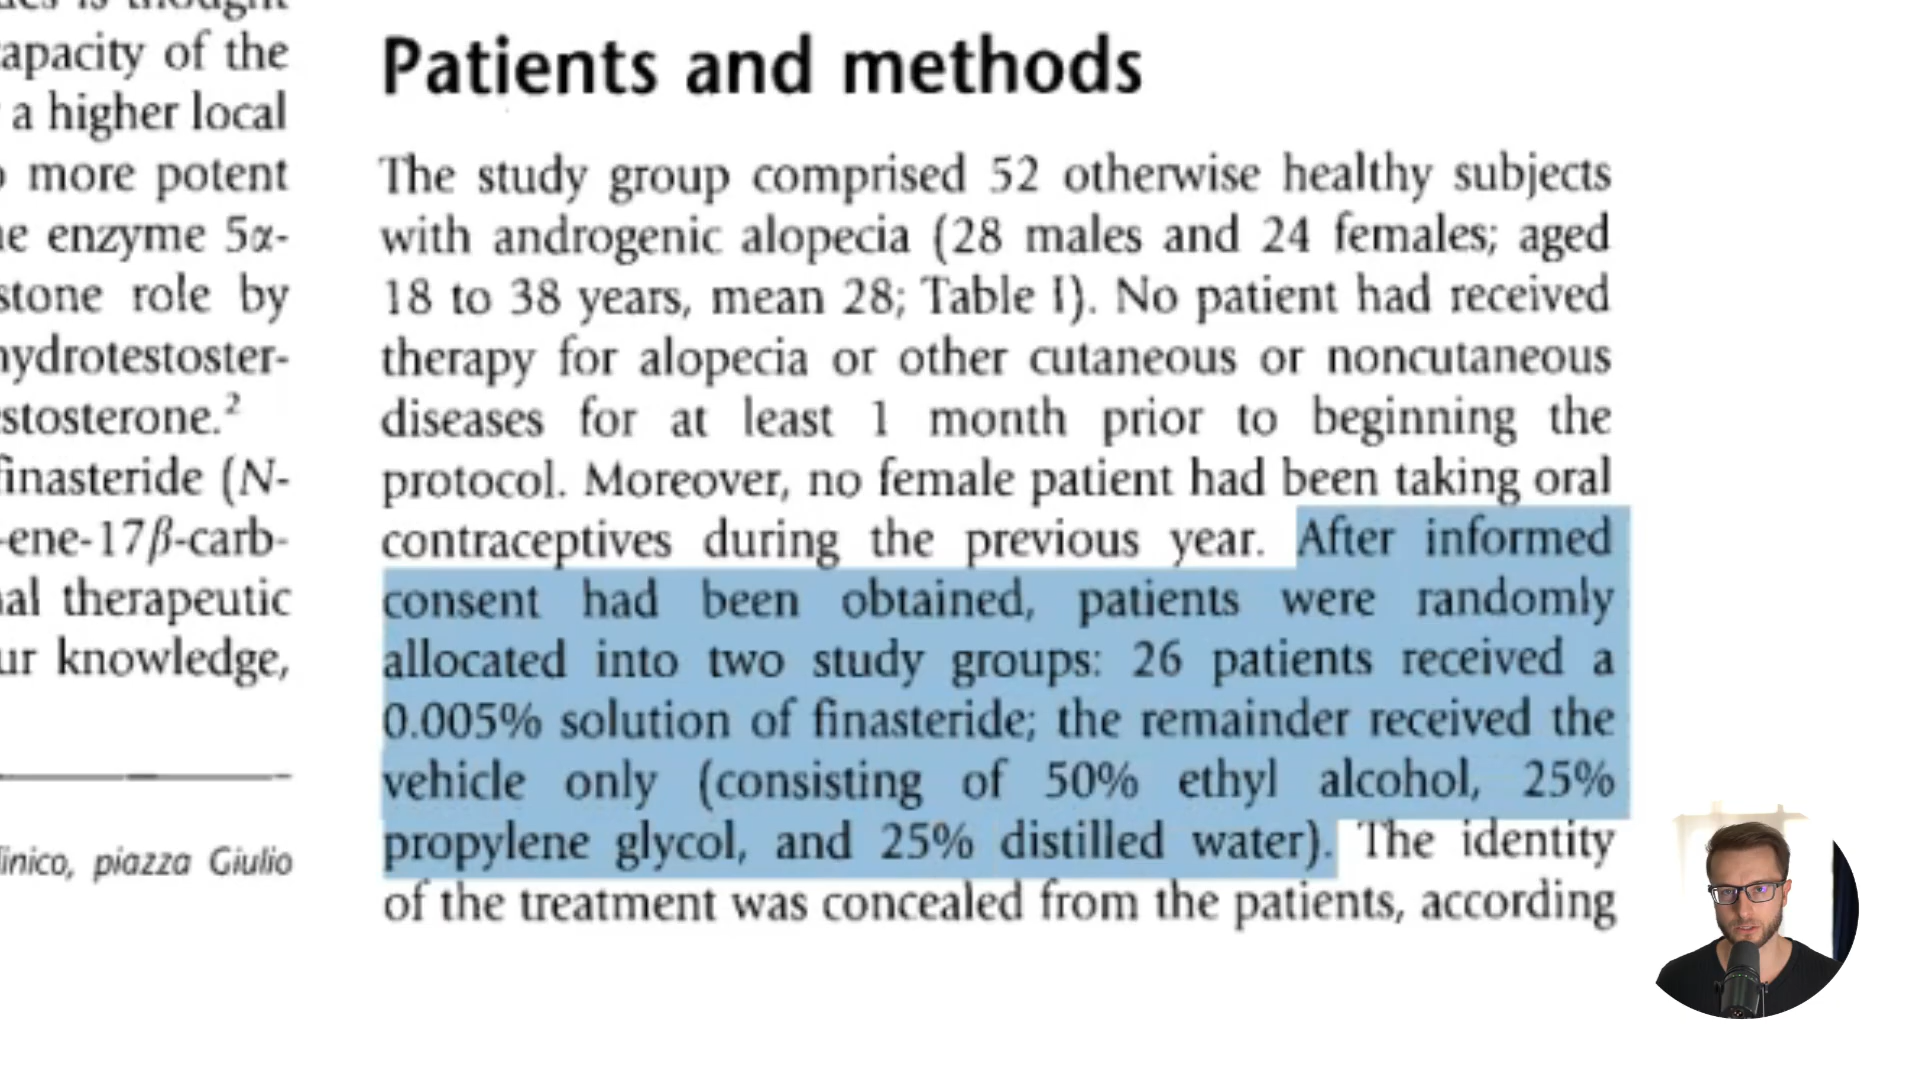 apacity of the
a higher local
more potent
enzyme 5α-
stone role by
hydrotestoster-
stosterone.²
finasteride (N-
-ene-17β-carb-
therapeutic
knowledge,
piazza Giulio
Patients and methods
The study group comprised 52 otherwise healthy subjects
with androgenic alopecia (28 males and 24 females; aged
18 to 38 years, mean 28; Table I). No patient had received
therapy for alopecia or other cutaneous or noncutaneous
diseases for at least 1 month prior to beginning the
protocol. Moreover, no female patient had been taking oral
contraceptives during the previous year. After informed
consent had been obtained, patients were randomly
allocated into two study groups: 26 patients received a
0.005% solution of finasteride; the remainder received the
vehicle only (consisting of 50% ethyl alcohol, 25%
propylene glycol, and 25% distilled water). The identity
of the treatment was concealed from the patients, according